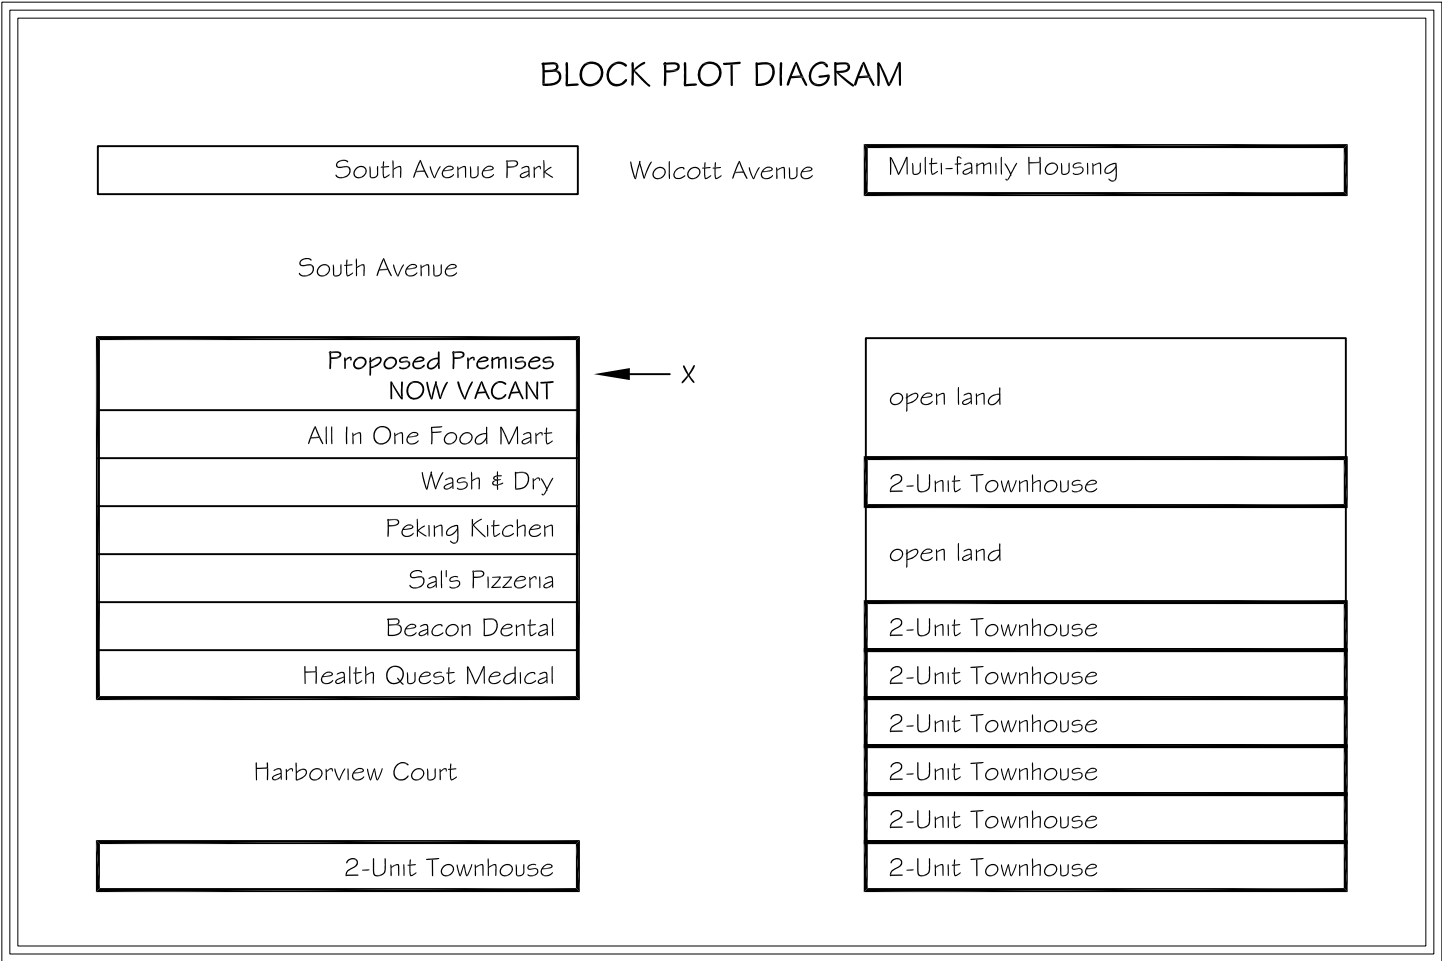 BLOCK PLOT DIAGRAM
South Avenue Park
Wolcott Avenue
Multi-family Housing
South Avenue
Proposed Premises
NOW VACANT
X
All In One Food Mart
Wash & Dry
Peking Kitchen
Sal's Pizzeria
Beacon Dental
Health Quest Medical
Harborview Court
2-Unit Townhouse
open land
2-Unit Townhouse
open land
2-Unit Townhouse
2-Unit Townhouse
2-Unit Townhouse
2-Unit Townhouse
2-Unit Townhouse
2-Unit Townhouse